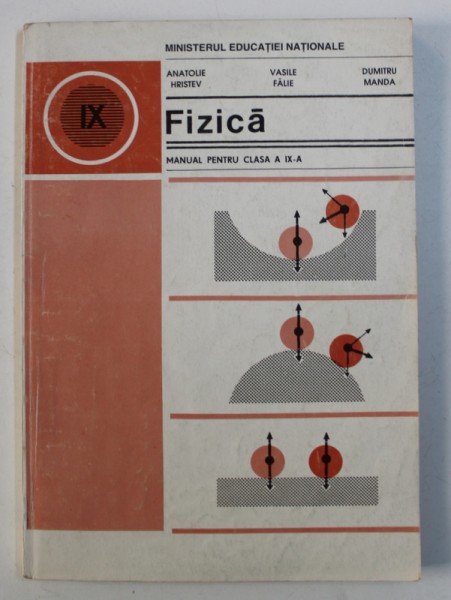 MINISTERUL EDUCAȚIEI NAȚIONALE
ANATOLIE HRISTEV
VASILE FĂLIE
DUMITRU MANDA
IX
Fizică
MANUAL PENTRU CLASA A IX-A